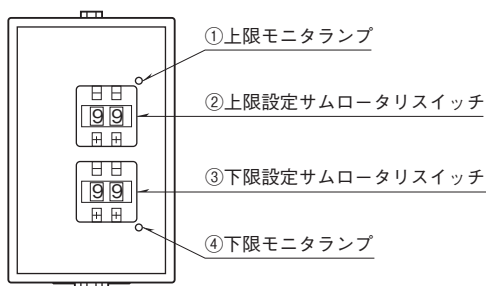 ①上限モニタランプ
②上限設定サムロータリスイッチ
99
③下限設定サムロータリスイッチ
99
④下限モニタランプ